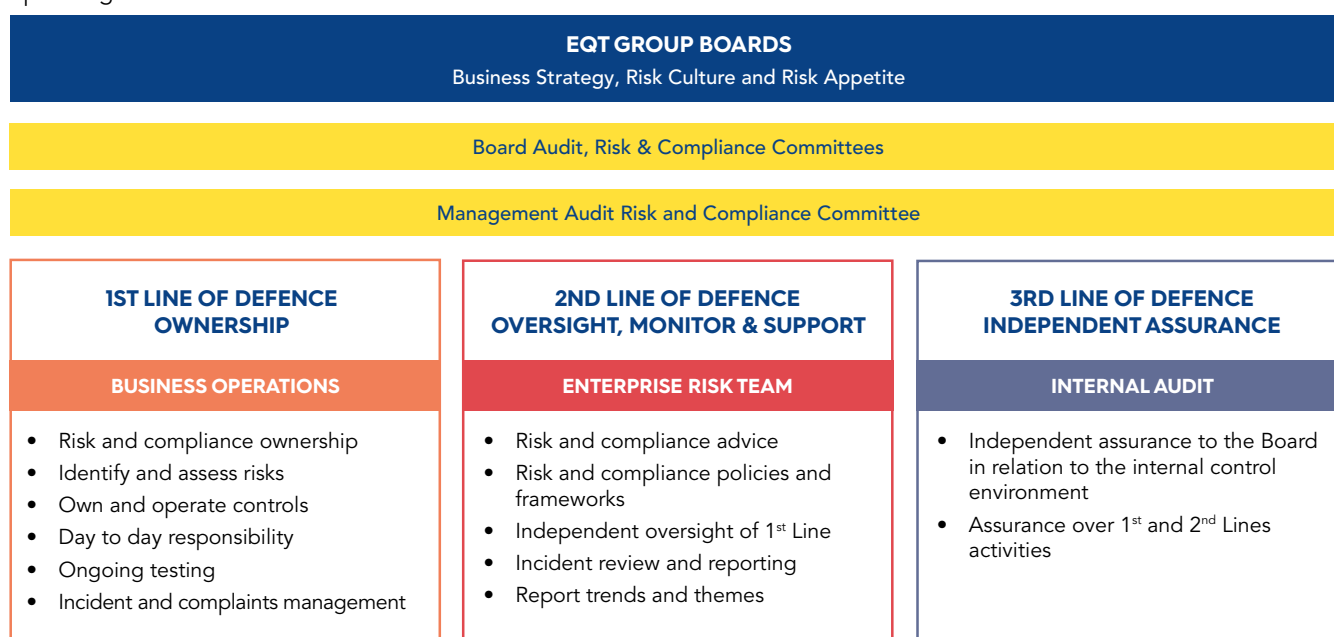 EQT GROUP BOARDS
Business Strategy, Risk Culture and Risk Appetite
Board Audit, Risk & Compliance Committees
Management Audit Risk and Compliance Committee
1ST LINE OF DEFENCE
OWNERSHIP
BUSINESS OPERATIONS
• Risk and compliance ownership
• Identify and assess risks
• Own and operate controls
• Day to day responsibility
• Ongoing testing
• Incident and complaints management
2ND LINE OF DEFENCE
OVERSIGHT, MONITOR & SUPPORT
ENTERPRISE RISK TEAM
• Risk and compliance advice
• Risk and compliance policies and
frameworks
• Independent oversight of 1st Line
• Incident review and reporting
• Report trends and themes
3RD LINE OF DEFENCE
INDEPENDENT ASSURANCE
INTERNAL AUDIT
• Independent assurance to the Board
in relation to the internal control
environment
• Assurance over 1st and 2nd Lines
activities